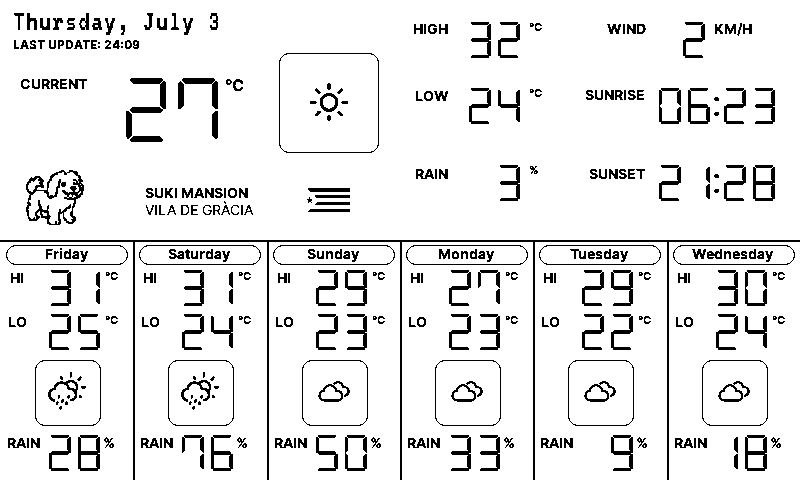 Thursday, July 3
LAST UPDATE: 24:09
CURRENT 27 °C
SUKI MANSION
VILA DE GRÀCIA
HIGH 32 °C
LOW 24 °C
RAIN 3 %
WIND 2 KM/H
SUNRISE 06:23
SUNSET 21:28
Friday
HI 31 °C
LO 25 °C
RAIN 28 %
Saturday
HI 31 °C
LO 24 °C
RAIN 76 %
Sunday
HI 29 °C
LO 23 °C
RAIN 50 %
Monday
HI 27 °C
LO 23 °C
RAIN 33 %
Tuesday
HI 29 °C
LO 22 °C
RAIN 9 %
Wednesday
HI 30 °C
LO 24 °C
RAIN 18 %